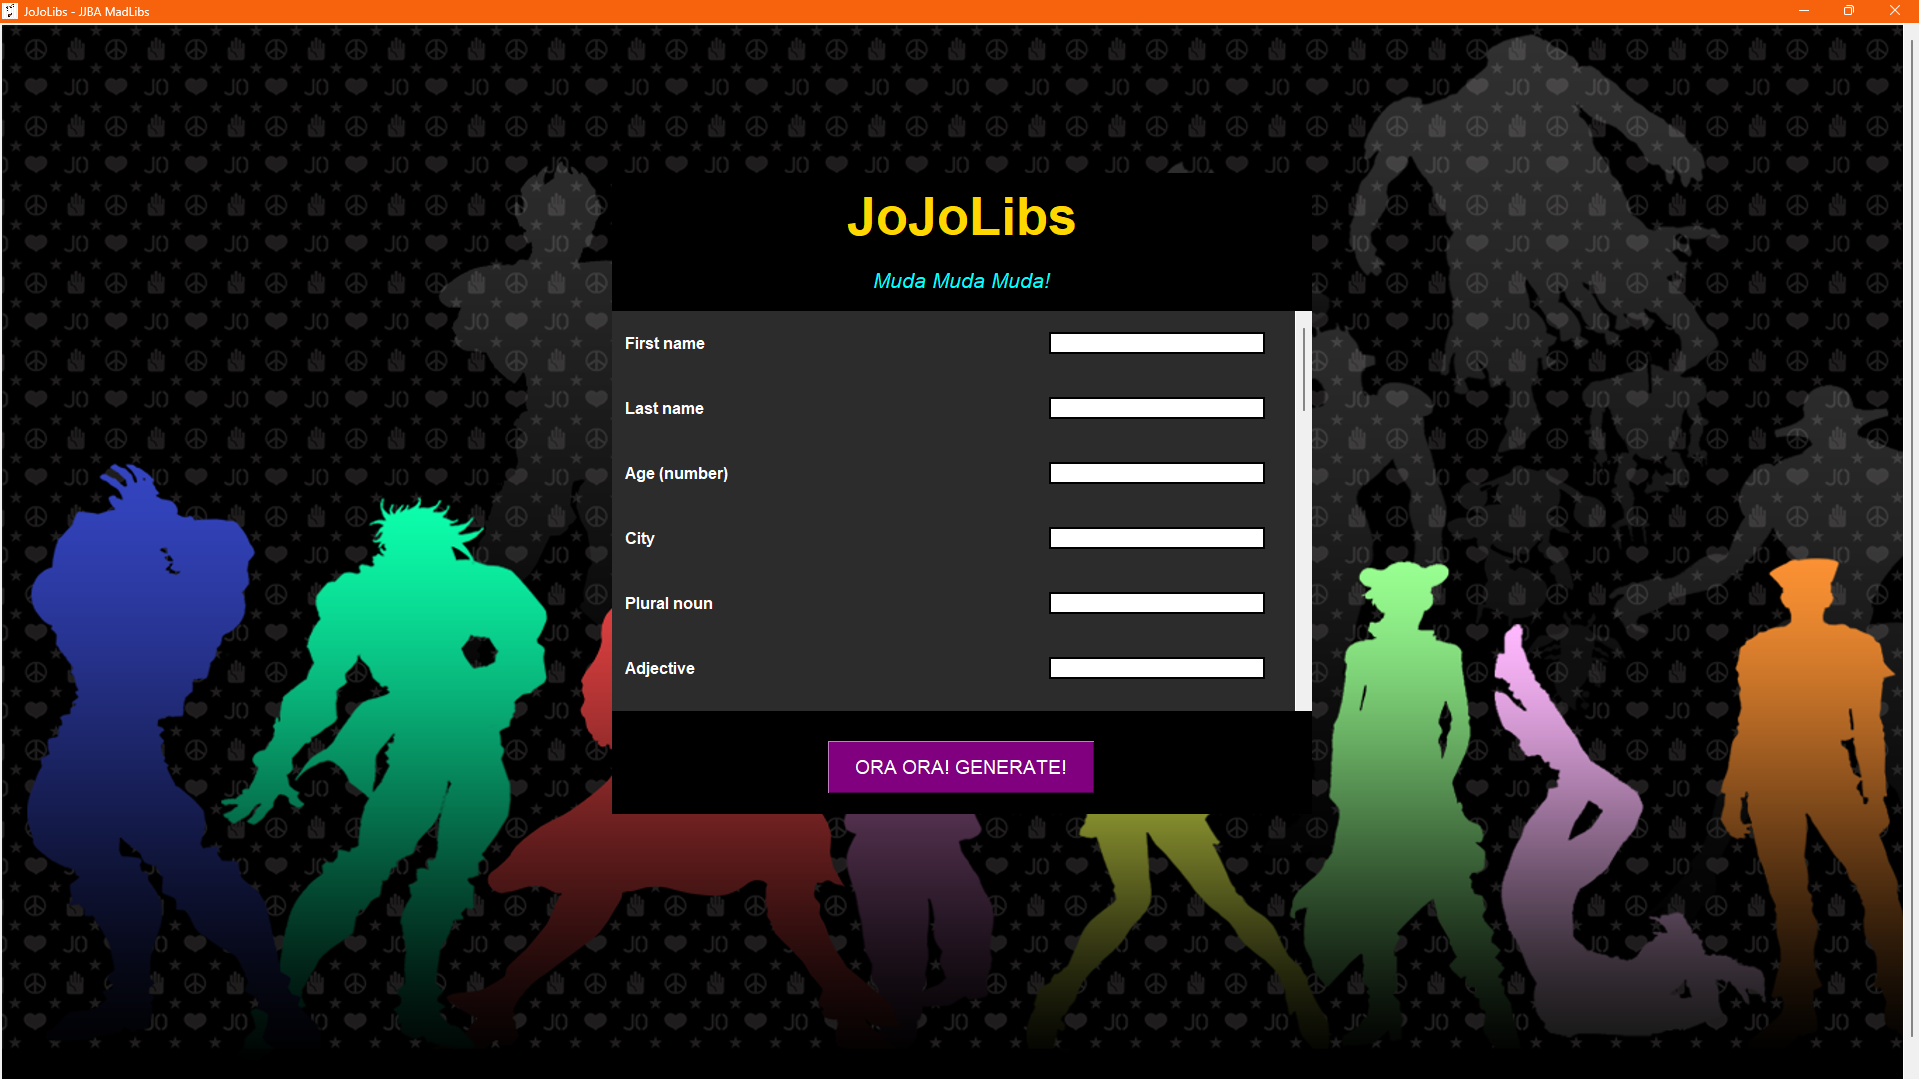 JoJoLibs - JJBA MadLibs
JoJoLibs
Muda Muda Muda!
First name
Last name
Age (number)
City
Plural noun
Adjective
ORA ORA! GENERATE!